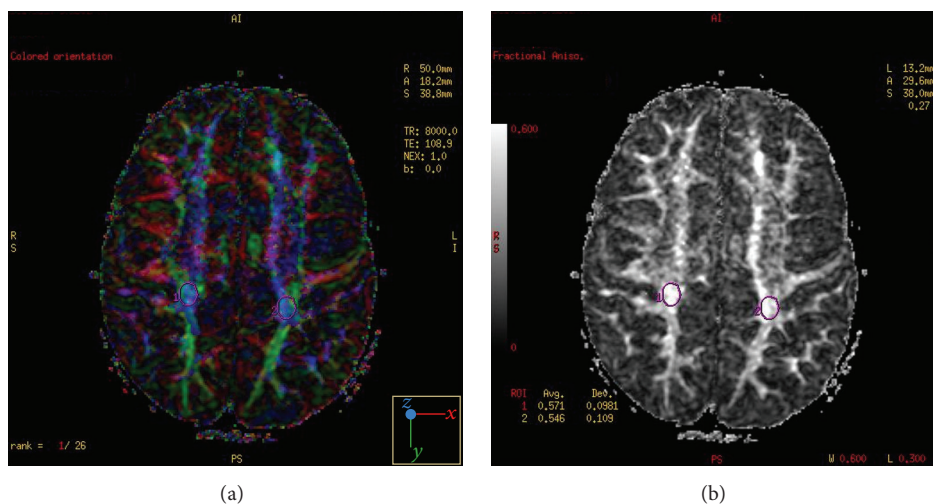 AI
Colored orientation
R 50.0mm
A 18.2mm
S 38.8mm
TR: 8000.0
TE: 108.9
NEX: 1.0
b: 0.0
R
S
L
I
1
2
z
x
y
rank = 1/ 26
PS
(a)
AI
Fractional Aniso.
L 13.2mm
A 29.6mm
S 38.0mm
0.27
0.600
R
S
L
I
1
2
0
ROI Avg. Dev.
1 0.571 0.0981
2 0.546 0.109
PS
W 0.600 L 0.300
(b)